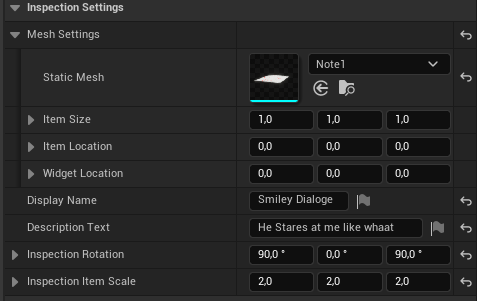 Inspection Settings
Mesh Settings
Static Mesh
Note1
Item Size 1,0 1,0 1,0
Item Location 0,0 0,0 0,0
Widget Location 0,0 0,0 0,0
Display Name Smiley Dialoge
Description Text He Stares at me like whaat
Inspection Rotation 90,0 ° 0,0 ° 90,0 °
Inspection Item Scale 2,0 2,0 2,0